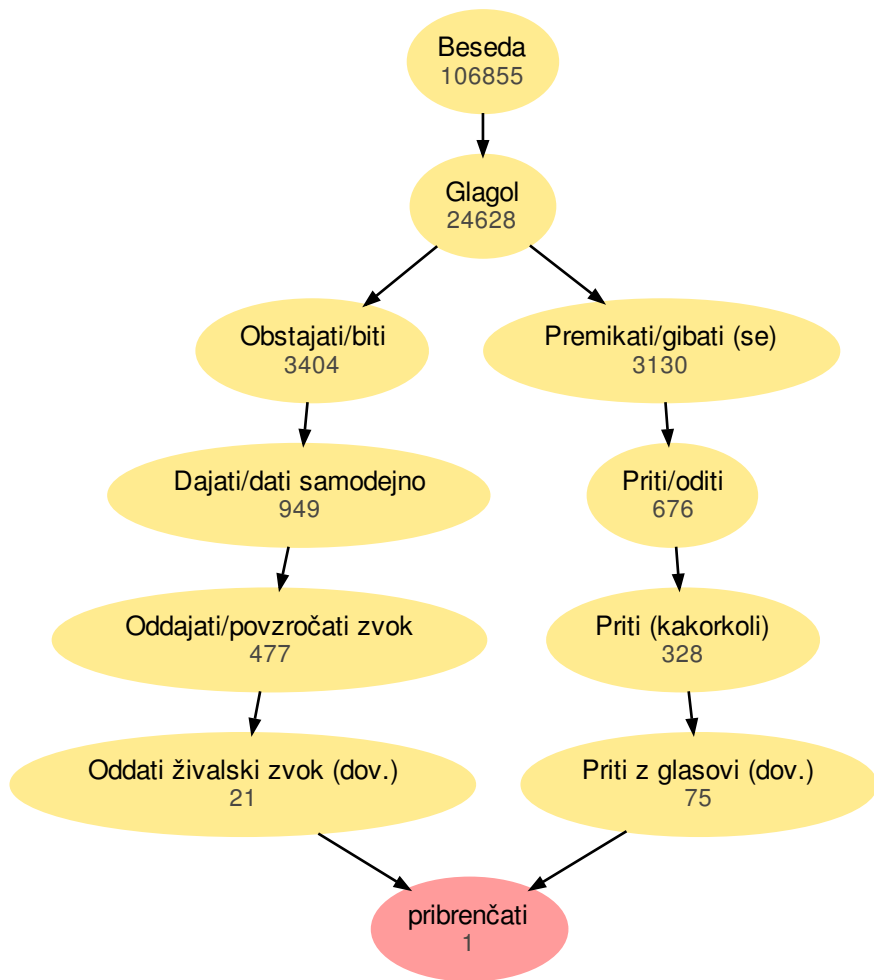 Beseda
106855
Glagol
24628
Obstajati/biti
3404
Premikati/gibati (se)
3130
Dajati/dati samodejno
949
Priti/oditi
676
Oddajati/povzročati zvok
477
Priti (kakorkoli)
328
Oddati živalski zvok (dov.)
21
Priti z glasovi (dov.)
75
pribrenčati
1